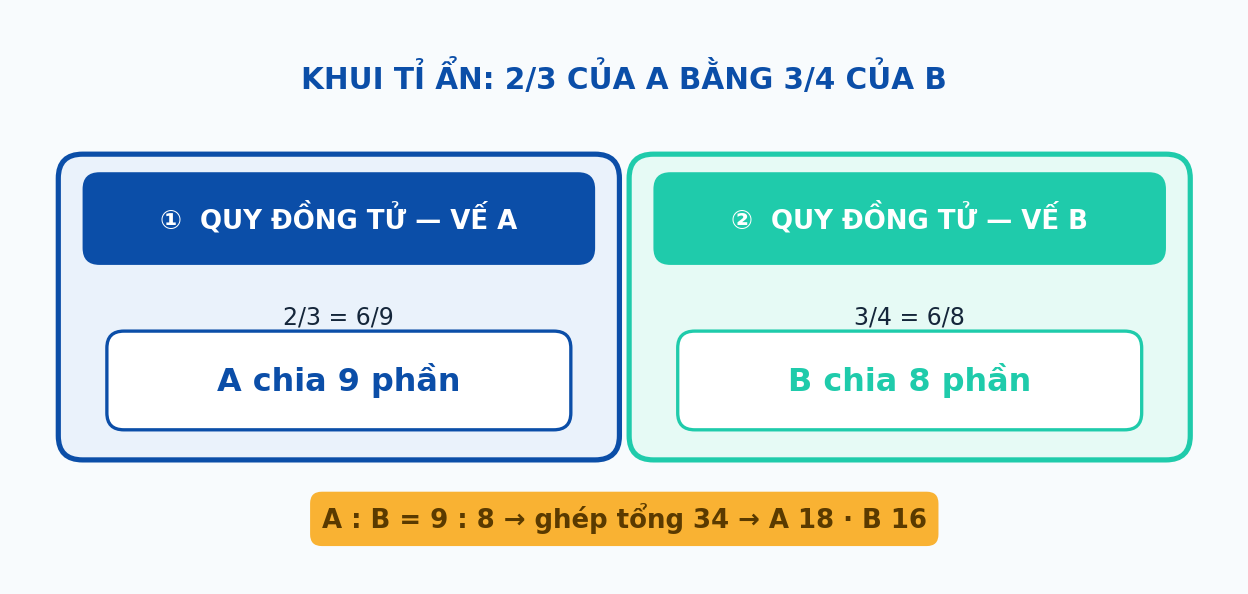 KHUI TỈ ẨN: 2/3 CỦA A BẰNG 3/4 CỦA B
① QUY ĐỒNG TỬ — VẾ A
2/3 = 6/9
A chia 9 phần
② QUY ĐỒNG TỬ — VẾ B
3/4 = 6/8
B chia 8 phần
A : B = 9 : 8 → ghép tổng 34 → A 18 · B 16